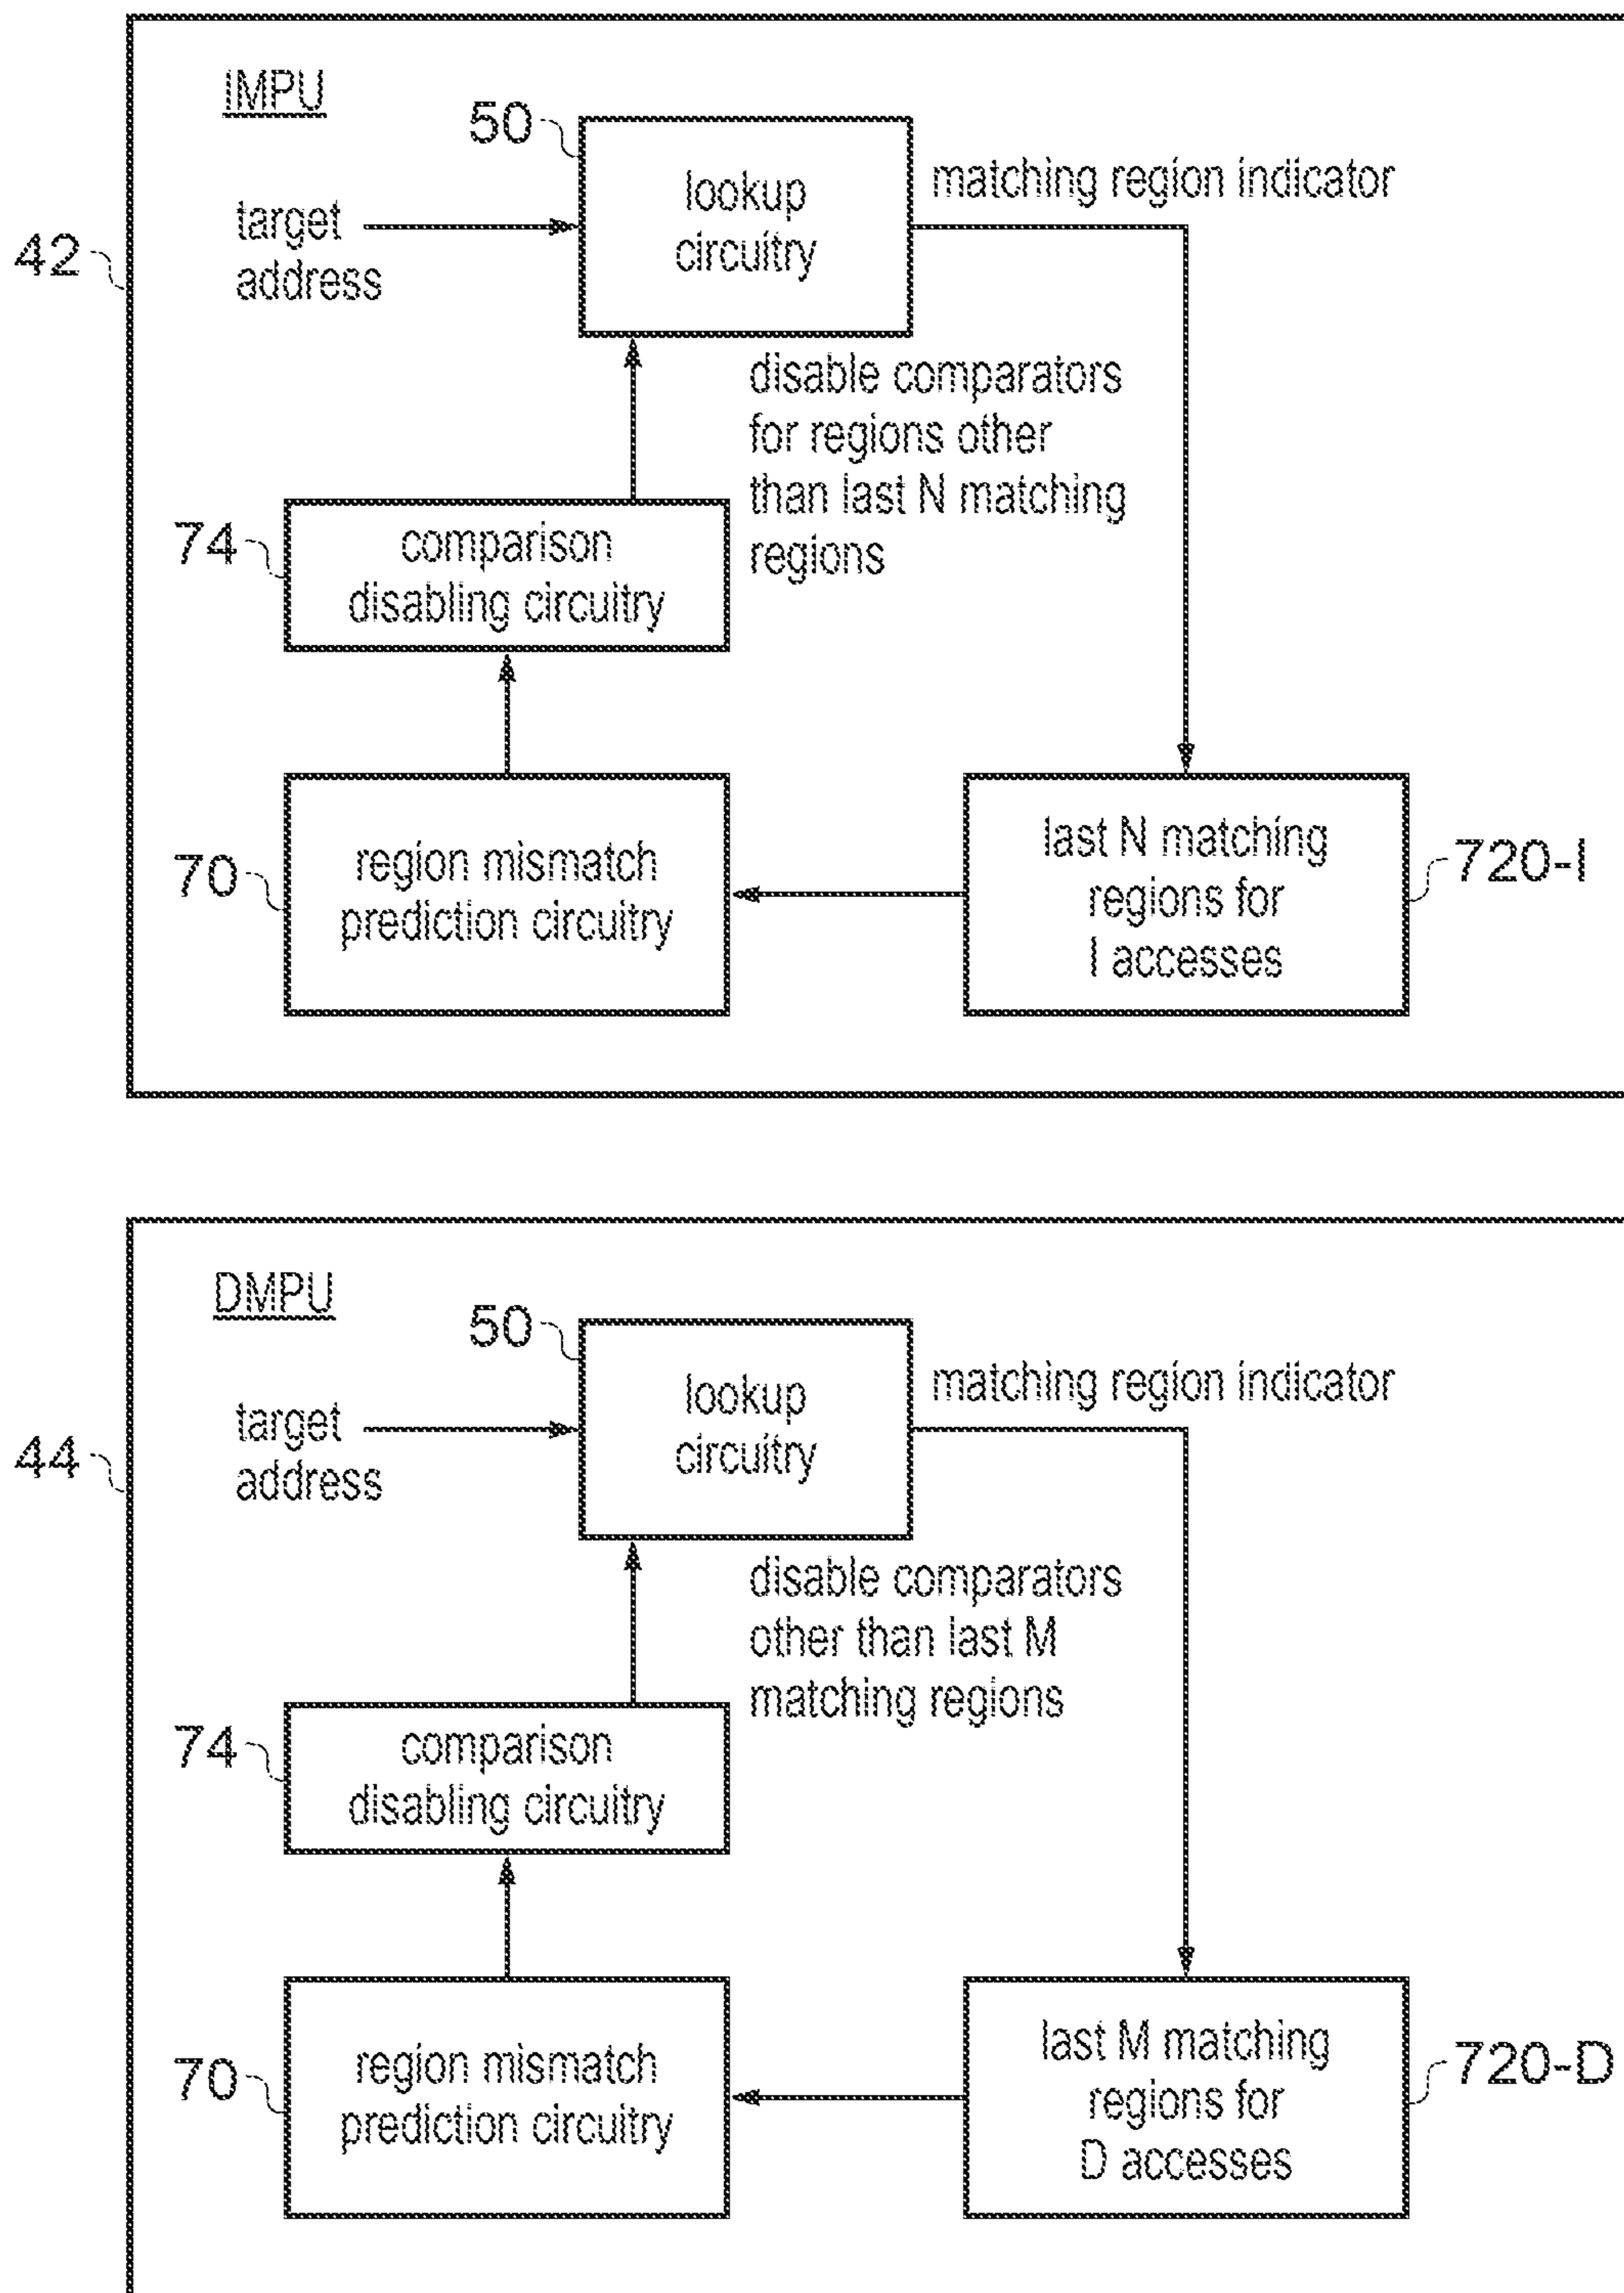 IMPU
50
lookup
circuitry
matching region indicator
target
address
42
disable comparators
for regions other
than last N matching
regions
74
comparison
disabling circuitry
70
region mismatch
prediction circuitry
last N matching
regions for
I accesses
720-I
DMPU
50
lookup
circuitry
matching region indicator
target
address
44
disable comparators
other than last M
matching regions
74
comparison
disabling circuitry
70
region mismatch
prediction circuitry
last M matching
regions for
D accesses
720-D